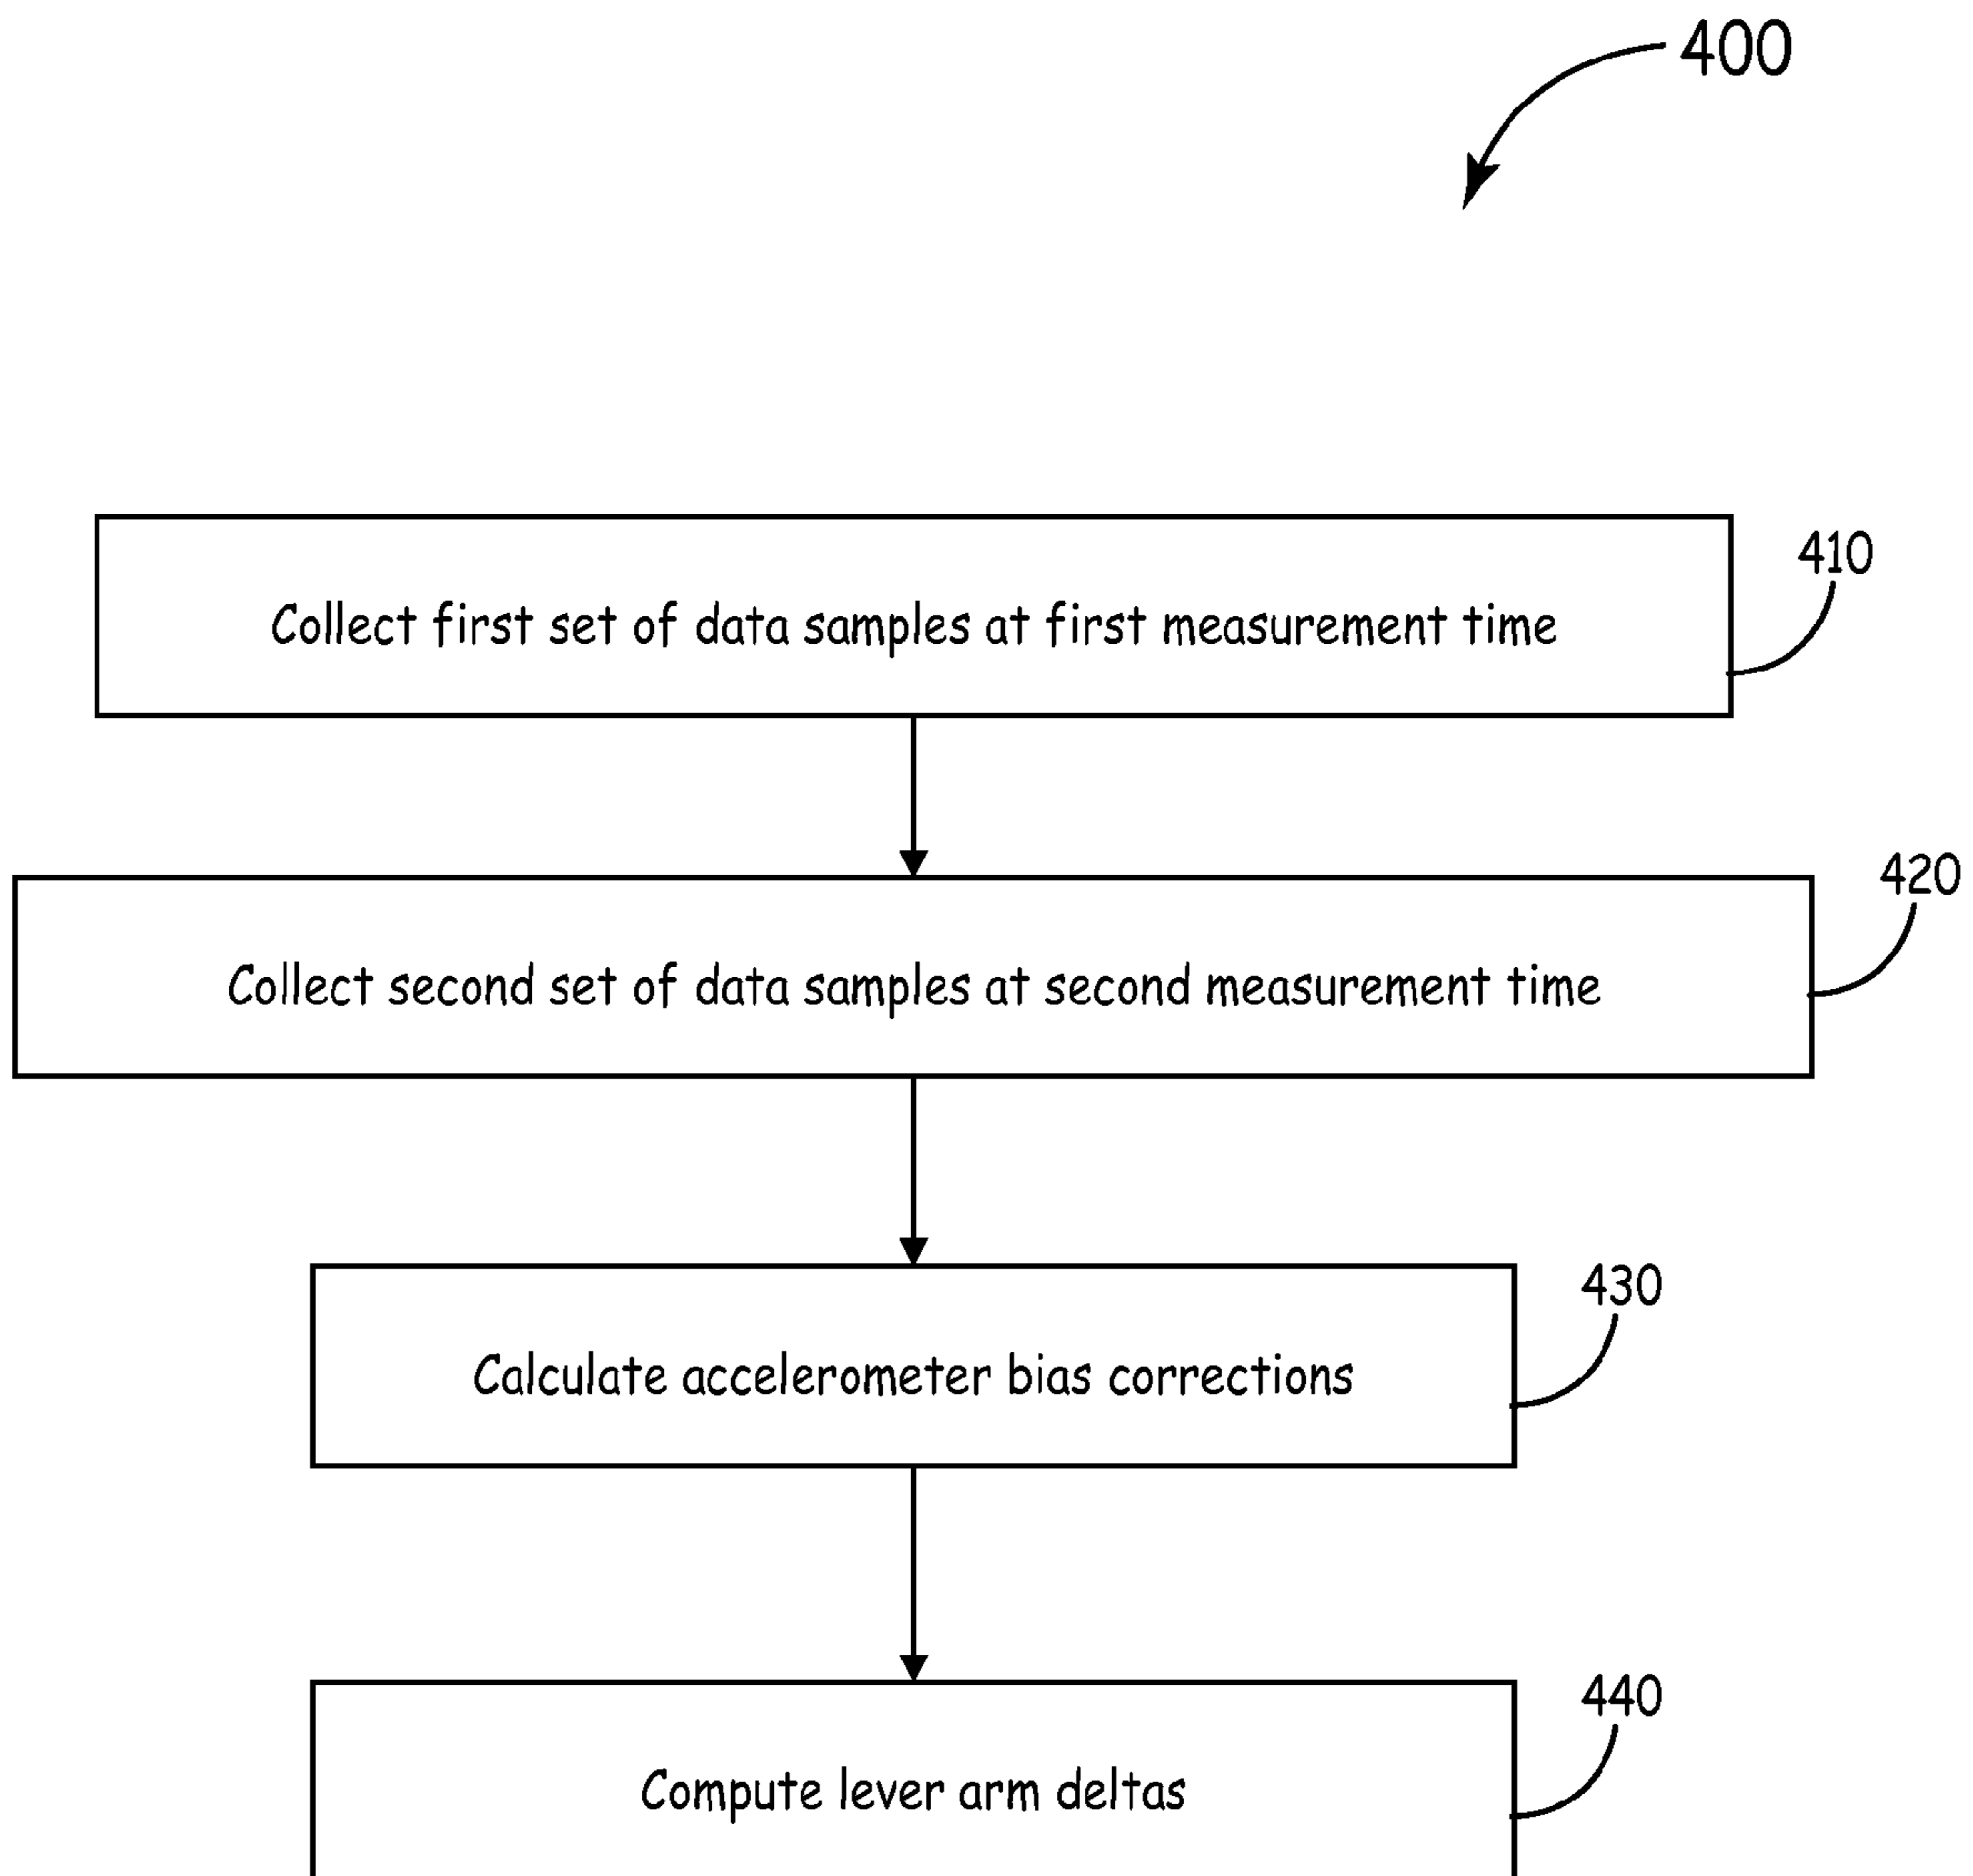 400
410
Collect first set of data samples at first measurement time
420
Collect second set of data samples at second measurement time
430
Calculate accelerometer bias corrections
440
Compute lever arm deltas